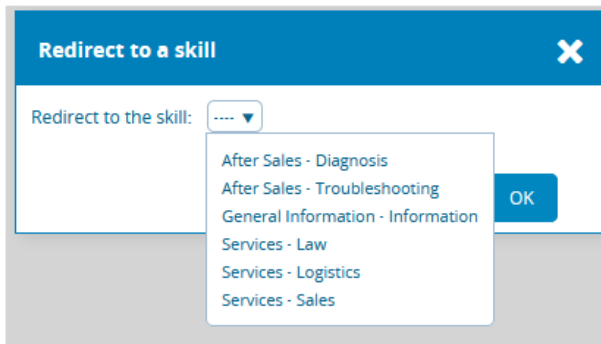 Redirect to a skill
Redirect to the skill: ----
After Sales - Diagnosis
After Sales - Troubleshooting
OK
General Information - Information
Services - Law
Services - Logistics
Services - Sales